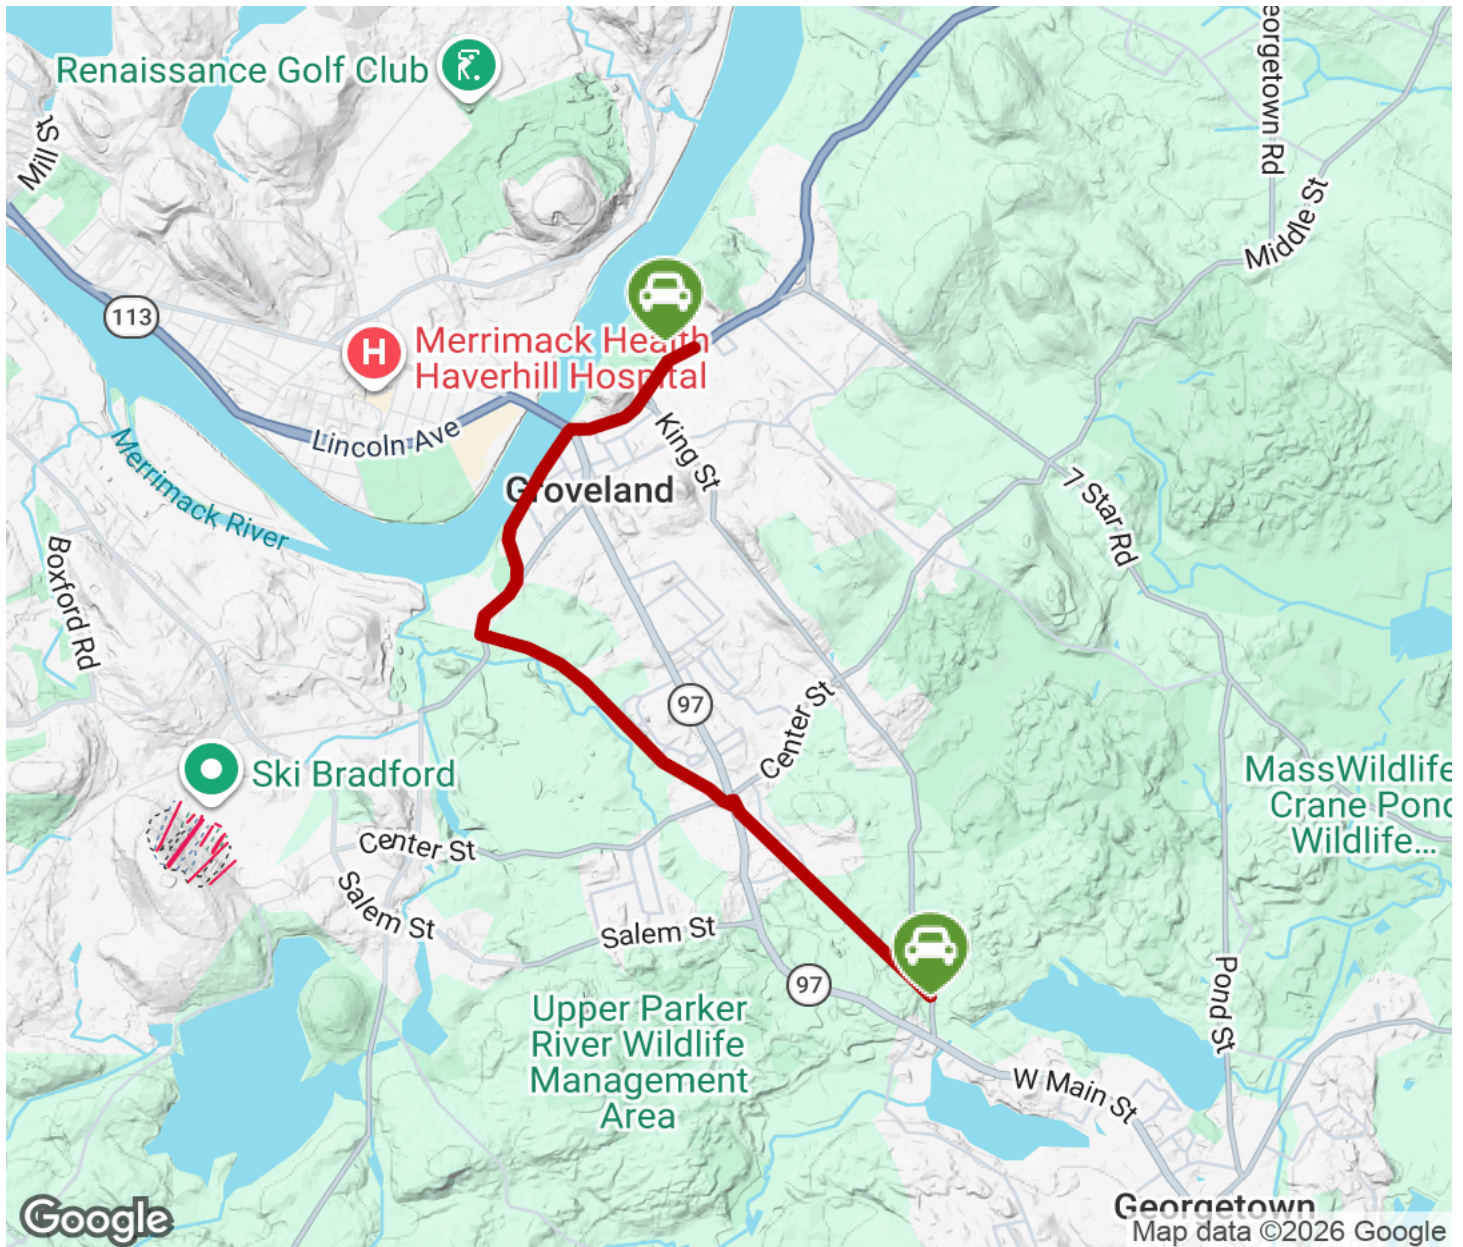 Renaissance Golf Club
Mill St
113
Merrimack Health
Haverhill Hospital
H
Lincoln Ave
Merrimack River
Boxford Rd
King St
Groveland
eorgetown Rd
Middle St
7 Star Rd
97
Center St
Ski Bradford
MassWildlife
Crane Pond
Wildlife...
Center St
Salem St
Salem St
97
Upper Parker
River Wildlife
Management
Area
Pond St
W Main St
Georgetown
Google
Map data ©2026 Google